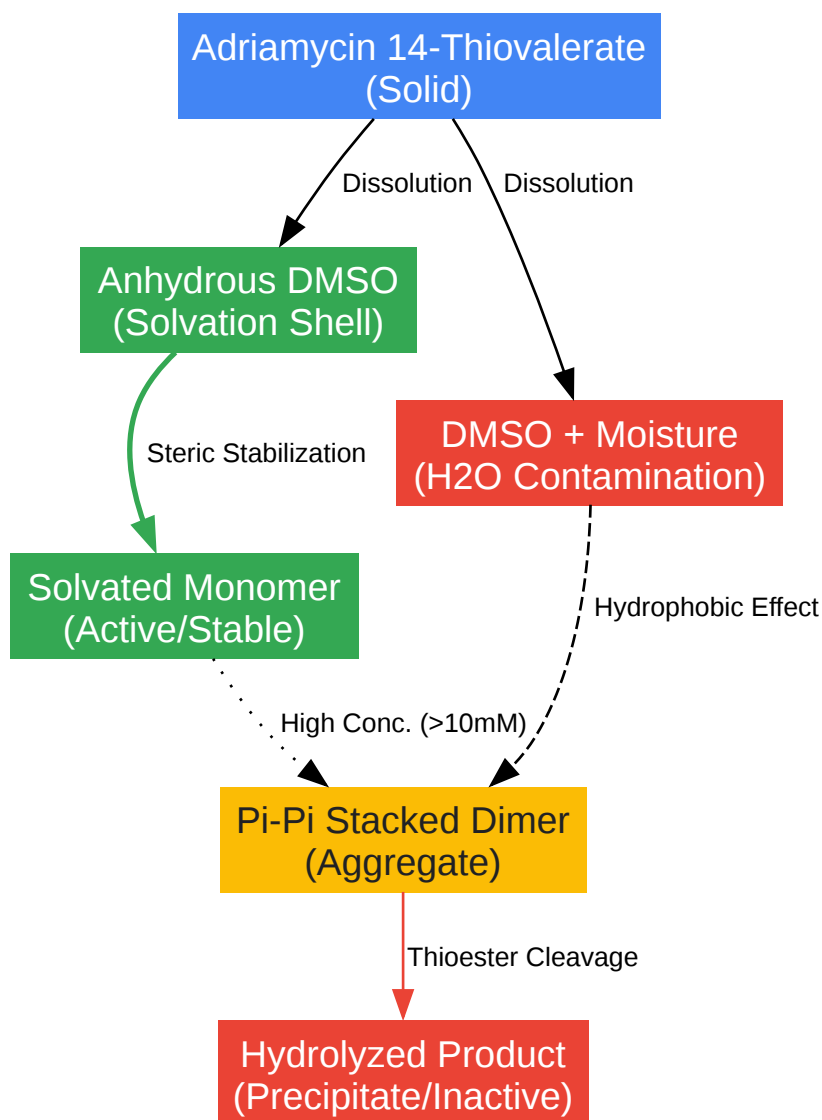 Adriamycin 14-Thiovalerate
(Solid)
Dissolution
Dissolution
Anhydrous DMSO
(Solvation Shell)
DMSO + Moisture
(H2O Contamination)
Steric Stabilization
Solvated Monomer
(Active/Stable)
Hydrophobic Effect
High Conc. (>10mM)
Pi-Pi Stacked Dimer
(Aggregate)
Thioester Cleavage
Hydrolyzed Product
(Precipitate/Inactive)